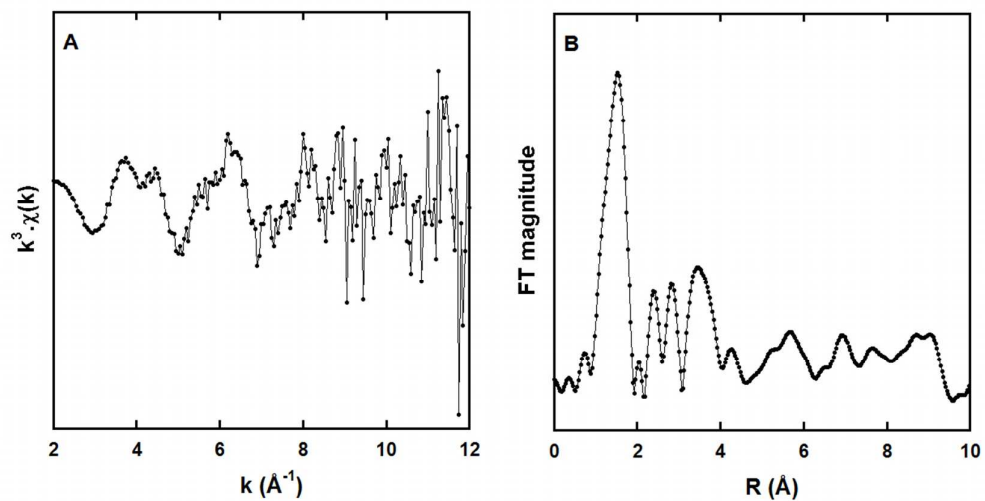 A
k³.χ(k)
2 4 6 8 10 12
k (Å⁻¹)
B
FT magnitude
0 2 4 6 8 10
R (Å)